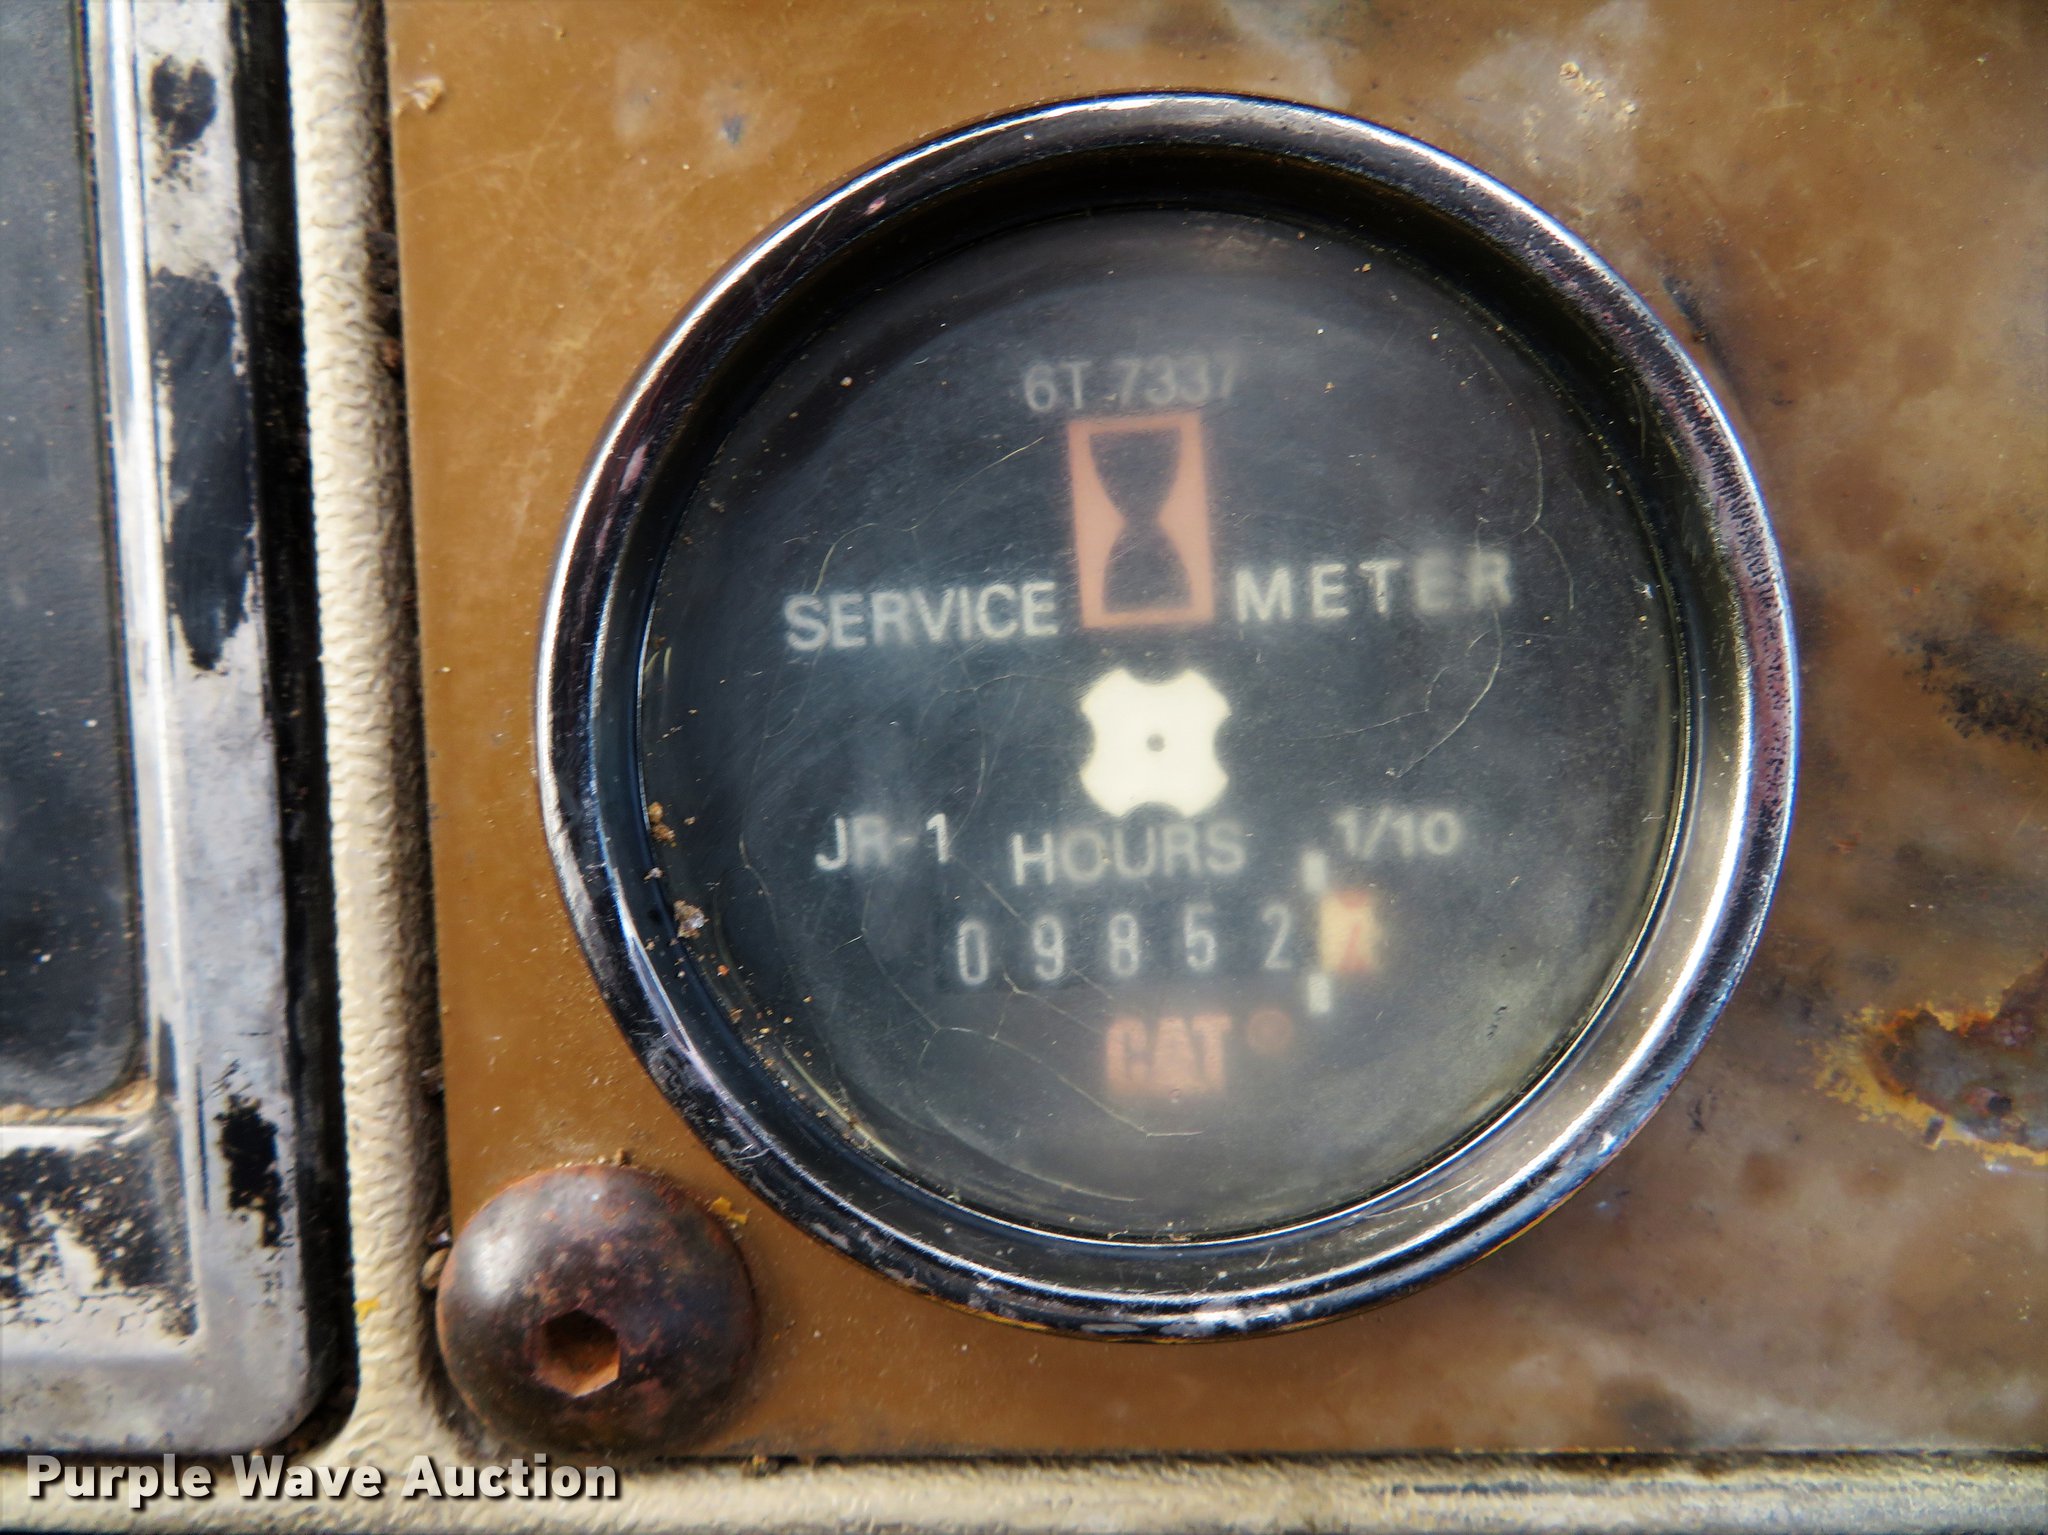 6T-7337
SERVICE METER
JR-1 HOURS 1/10
09852
CAT
Purple Wave Auction